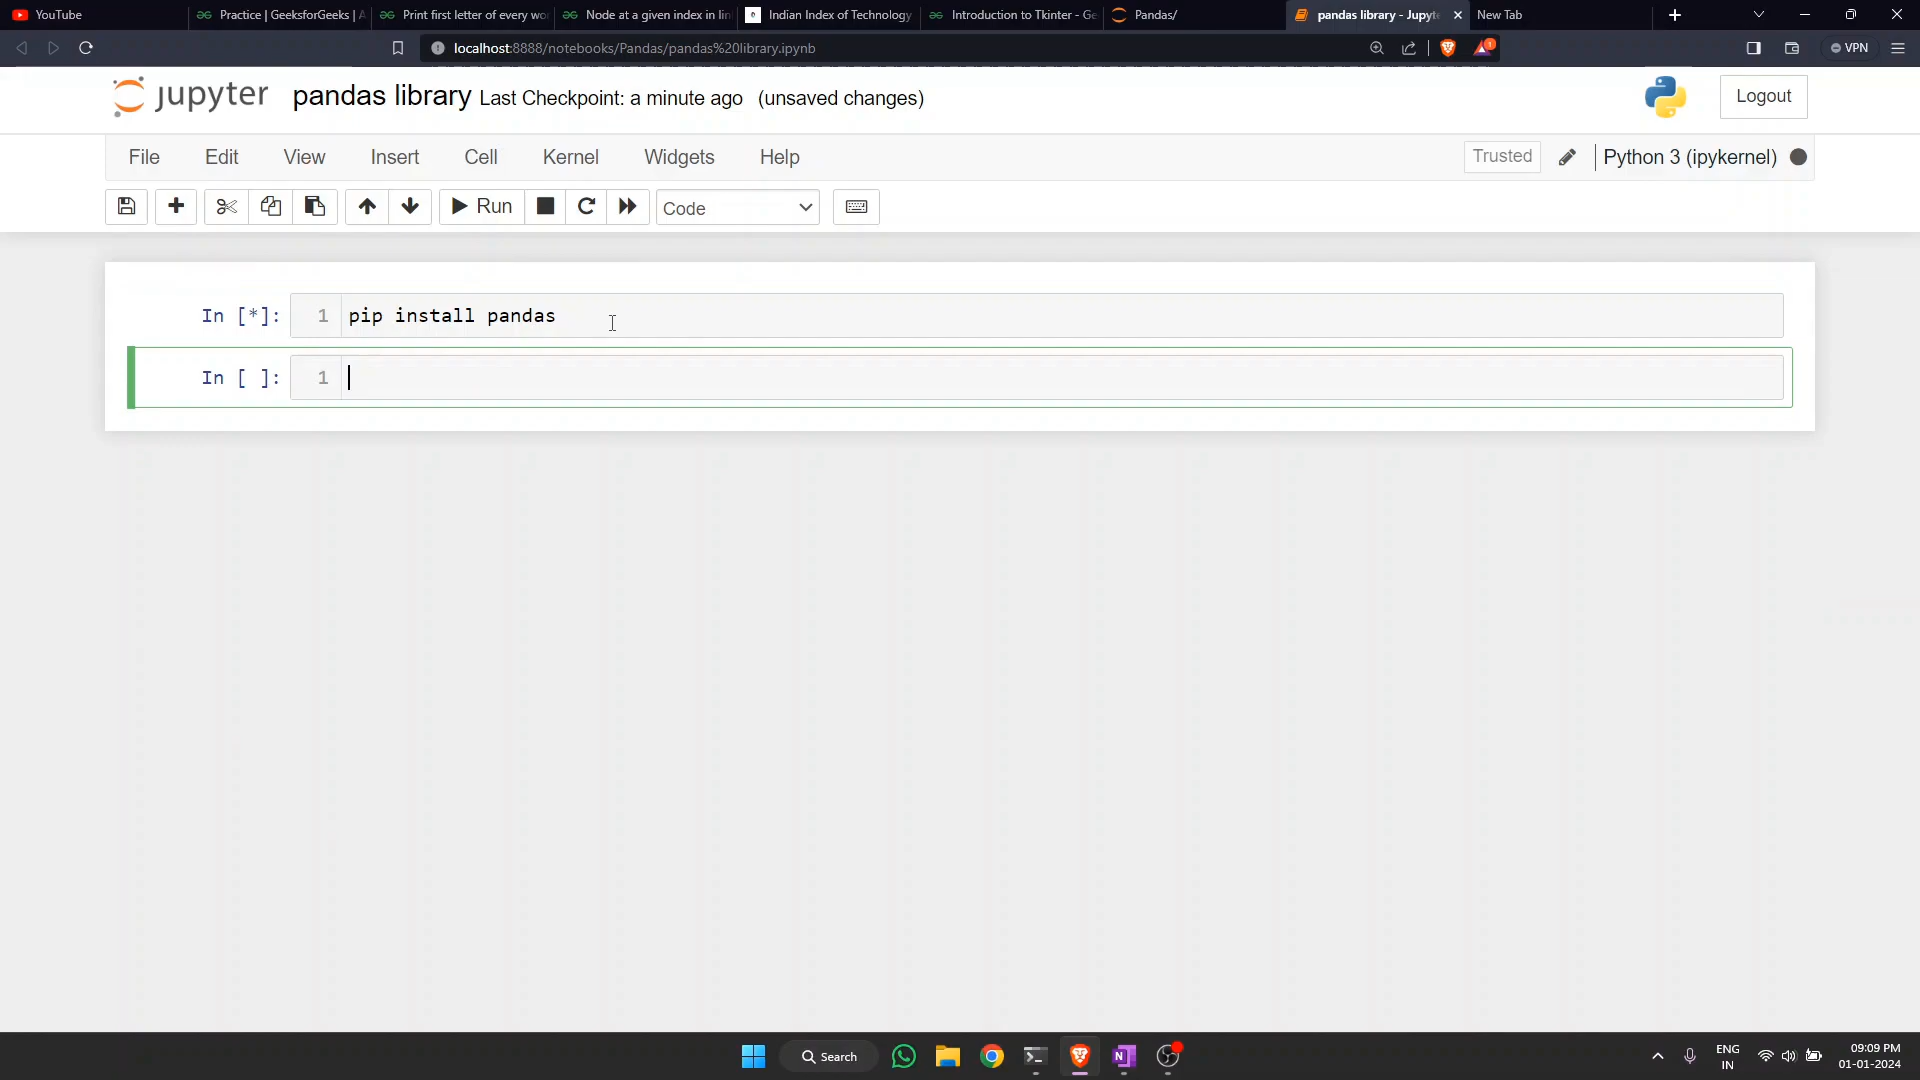 YouTube
Practice | GeeksforGeeks | A
Print first letter of every wo
Node at a given index in lin
Indian Index of Technology
Introduction to Tkinter - Ge
Pandas/
pandas library - Jupyte
New Tab
localhost:8888/notebooks/Pandas/pandas%20library.ipynb
1
VPN
jupyter pandas library Last Checkpoint: a minute ago (unsaved changes)
Logout
File Edit View Insert Cell Kernel Widgets Help
Trusted
Python 3 (ipykernel)
Run
Code
In [*]: 1 pip install pandas
In [ ]: 1
Search
N
ENG
IN
09:09 PM
01-01-2024